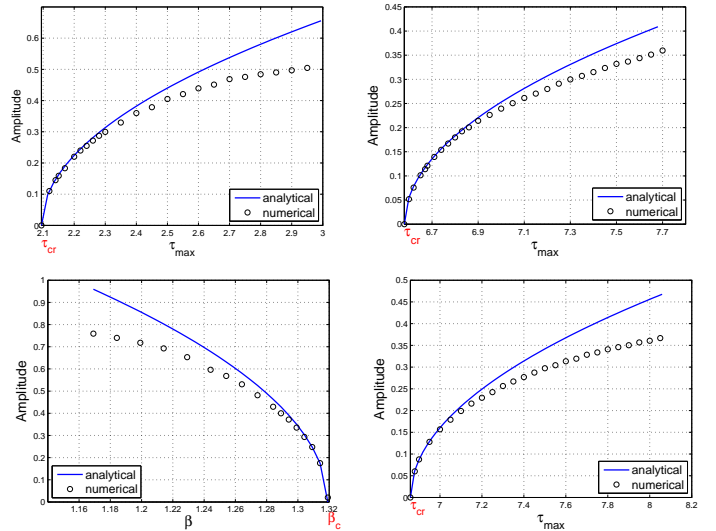 0.7
0.6
0.5
0.4
0.3
0.2
0.1
0
Amplitude
2.1 2.2 2.3 2.4 2.5 2.6 2.7 2.8 2.9 3
τcr
τmax
analytical
numerical
0.45
0.4
0.35
0.3
0.25
0.2
0.15
0.1
0.05
0
Amplitude
6.7 6.9 7.1 7.3 7.5 7.7
τcr
τmax
analytical
numerical
1
0.9
0.8
0.7
0.6
0.5
0.4
0.3
0.2
0.1
0
Amplitude
1.16 1.18 1.2 1.22 1.24 1.26 1.28 1.3 1.32
β
βc
analytical
numerical
0.5
0.45
0.4
0.35
0.3
0.25
0.2
0.15
0.1
0.05
0
Amplitude
7 7.2 7.4 7.6 7.8 8 8.2
τcr
τmax
analytical
numerical